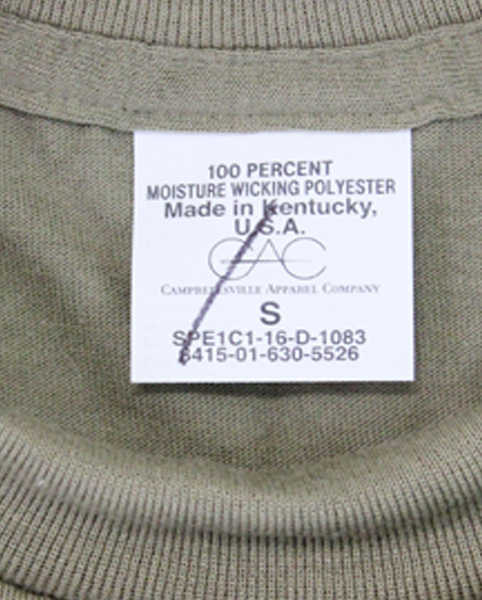 100 PERCENT
MOISTURE WICKING POLYESTER
Made in Kentucky,
U.S.A.
CAC
CAMPBELLSVILLE APPAREL COMPANY
S
SPE1C1-16-D-1083
8415-01-630-5526